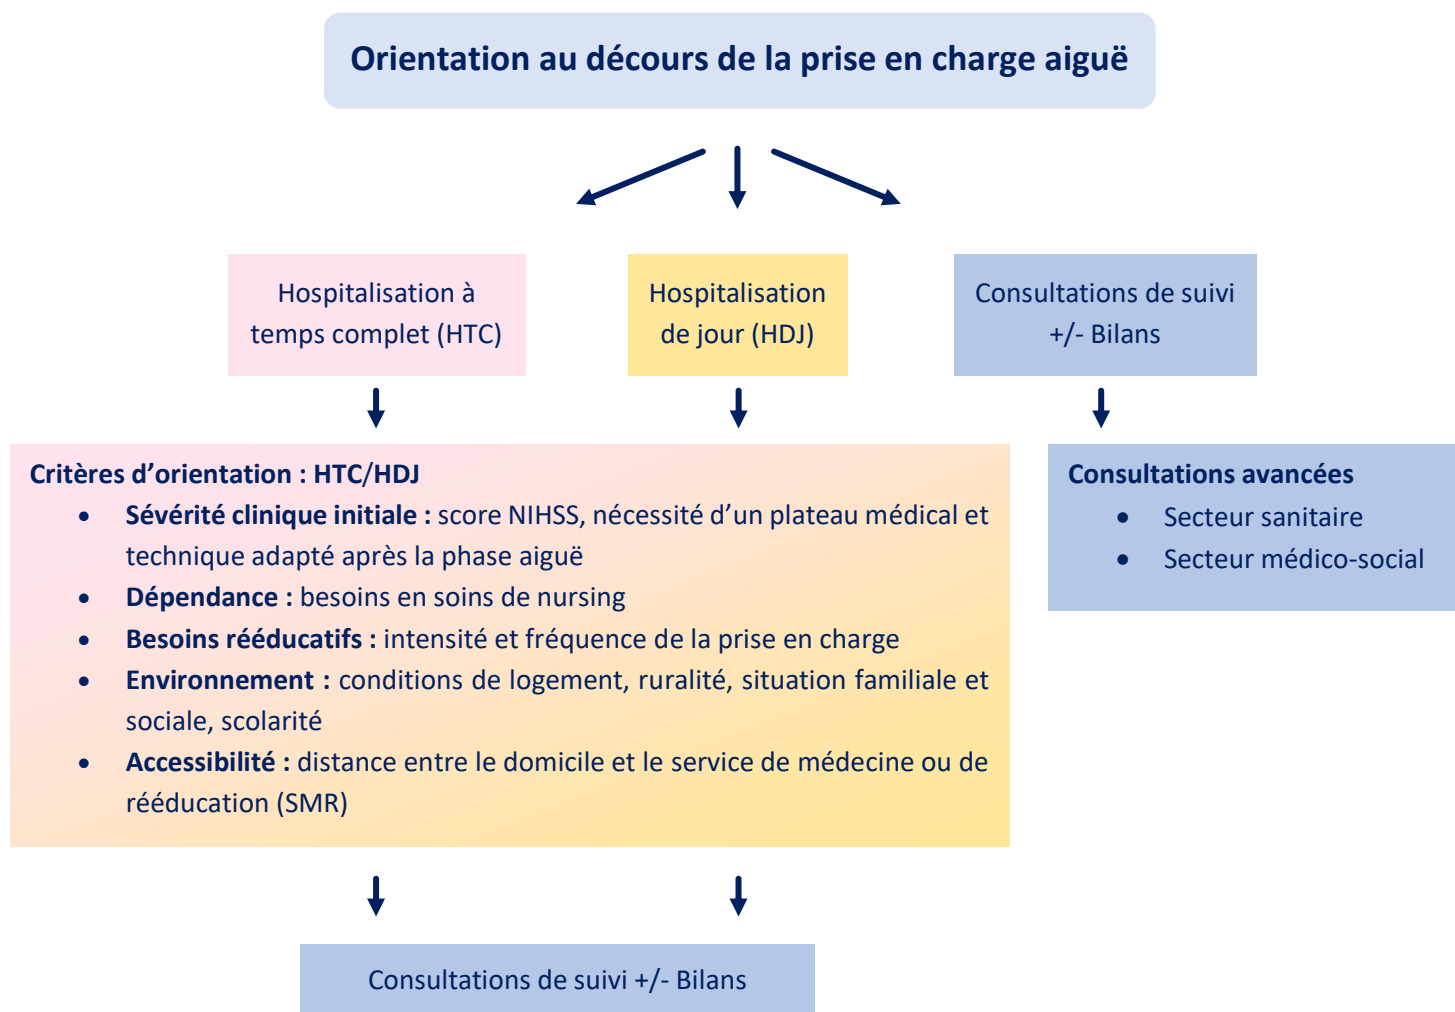 Orientation au décours de la prise en charge aiguë
Hospitalisation à
temps complet (HTC)
Hospitalisation
de jour (HDJ)
Consultations de suivi
+/- Bilans
Critères d’orientation : HTC/HDJ
• Sévérité clinique initiale : score NIHSS, nécessité d’un plateau médical et
technique adapté après la phase aiguë
• Dépendance : besoins en soins de nursing
• Besoins rééducatifs : intensité et fréquence de la prise en charge
• Environnement : conditions de logement, ruralité, situation familiale et
sociale, scolarité
• Accessibilité : distance entre le domicile et le service de médecine ou de
rééducation (SMR)
Consultations avancées
• Secteur sanitaire
• Secteur médico-social
Consultations de suivi +/- Bilans